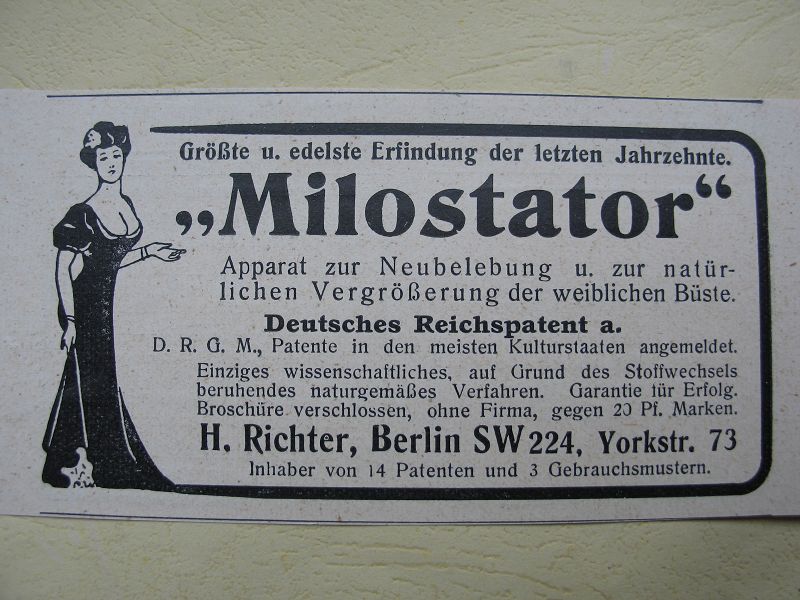 Größte u. edelste Erfindung der letzten Jahrzehnte.
„Milostator“
Apparat zur Neubelebung u. zur natür-
lichen Vergrößerung der weiblichen Büste.
Deutsches Reichspatent a.
D. R. G. M., Patente in den meisten Kulturstaaten angemeldet.
Einziges wissenschaftliches, auf Grund des Stoffwechsels
beruhendes naturgemäßes Verfahren. Garantie für Erfolg.
Broschüre verschlossen, ohne Firma, gegen 20 Pf. Marken.
H. Richter, Berlin SW 224, Yorkstr. 73
Inhaber von 14 Patenten und 3 Gebrauchsmustern.